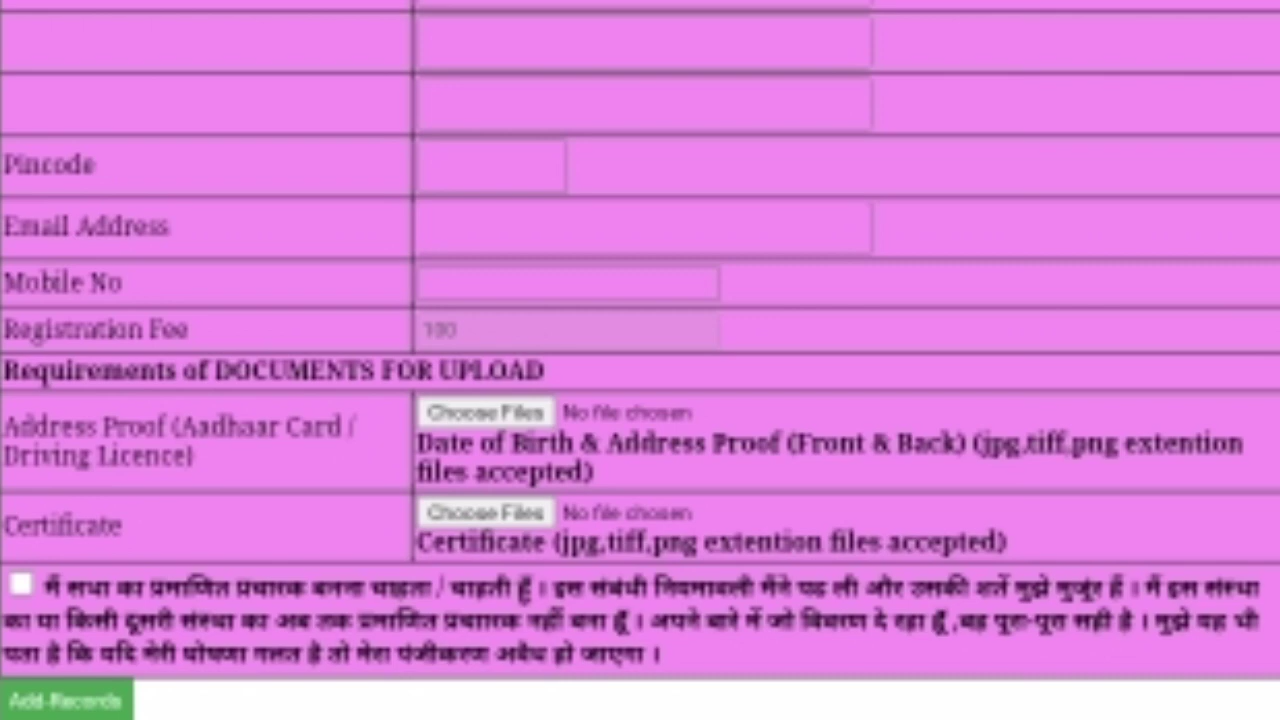 Pincode
Email Address
Mobile No
Registration Fee
100
Requirements of DOCUMENTS FOR UPLOAD
Address Proof (Aadhaar Card /
Driving Licence)
Choose Files No file chosen
Date of Birth & Address Proof (Front & Back) (jpg,tiff,png extention
files accepted)
Certificate
Choose Files No file chosen
Certificate (jpg,tiff,png extention files accepted)
मैं सभा का प्रमाणित प्रचारक बनना चाहता / चाहती हूँ । इस संबंधी नियमावली मैंने पढ ली और उसकी शर्ते मुझे मुजूंर हैं । मैं इस संस्था
का या किसी दूसरी संस्था का अब तक प्रमाणित प्रचारक नहीं बना हूँ । अपने बारे में जो विवरण दे रहा हूँ ,वह पूरा-पूरा सही है । मुझे यह भी
पता है कि यदि मेरी घोषणा गलत है तो मेरा पंजीकरण अवैध हो जाएगा ।
Add-Records